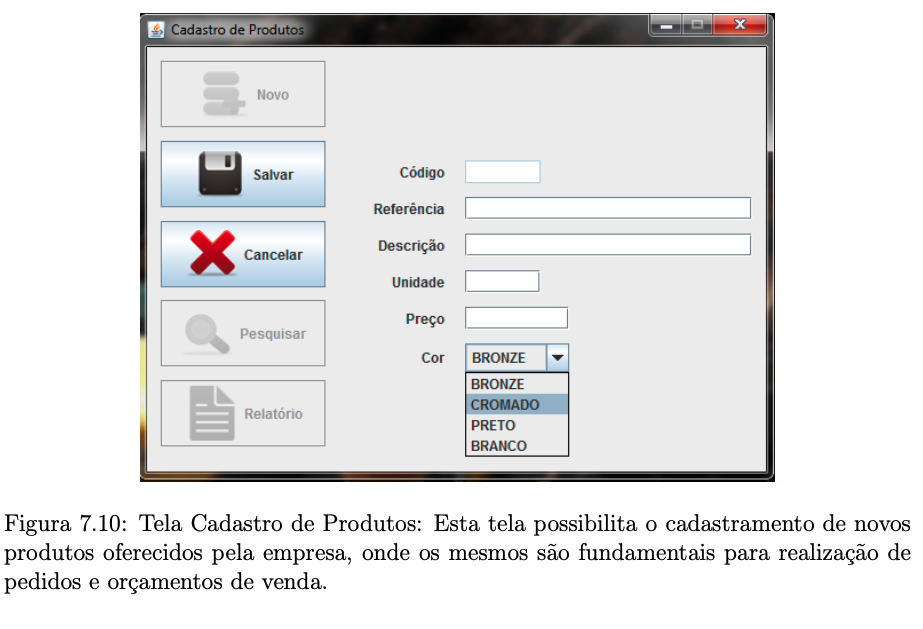 Cadastro de Produtos
Novo
Salvar
Cancelar
Pesquisar
Relatório
Código
Referência
Descrição
Unidade
Preço
Cor BRONZE
BRONZE
CROMADO
PRETO
BRANCO
Figura 7.10: Tela Cadastro de Produtos: Esta tela possibilita o cadastramento de novos
produtos oferecidos pela empresa, onde os mesmos são fundamentais para realização de
pedidos e orçamentos de venda.